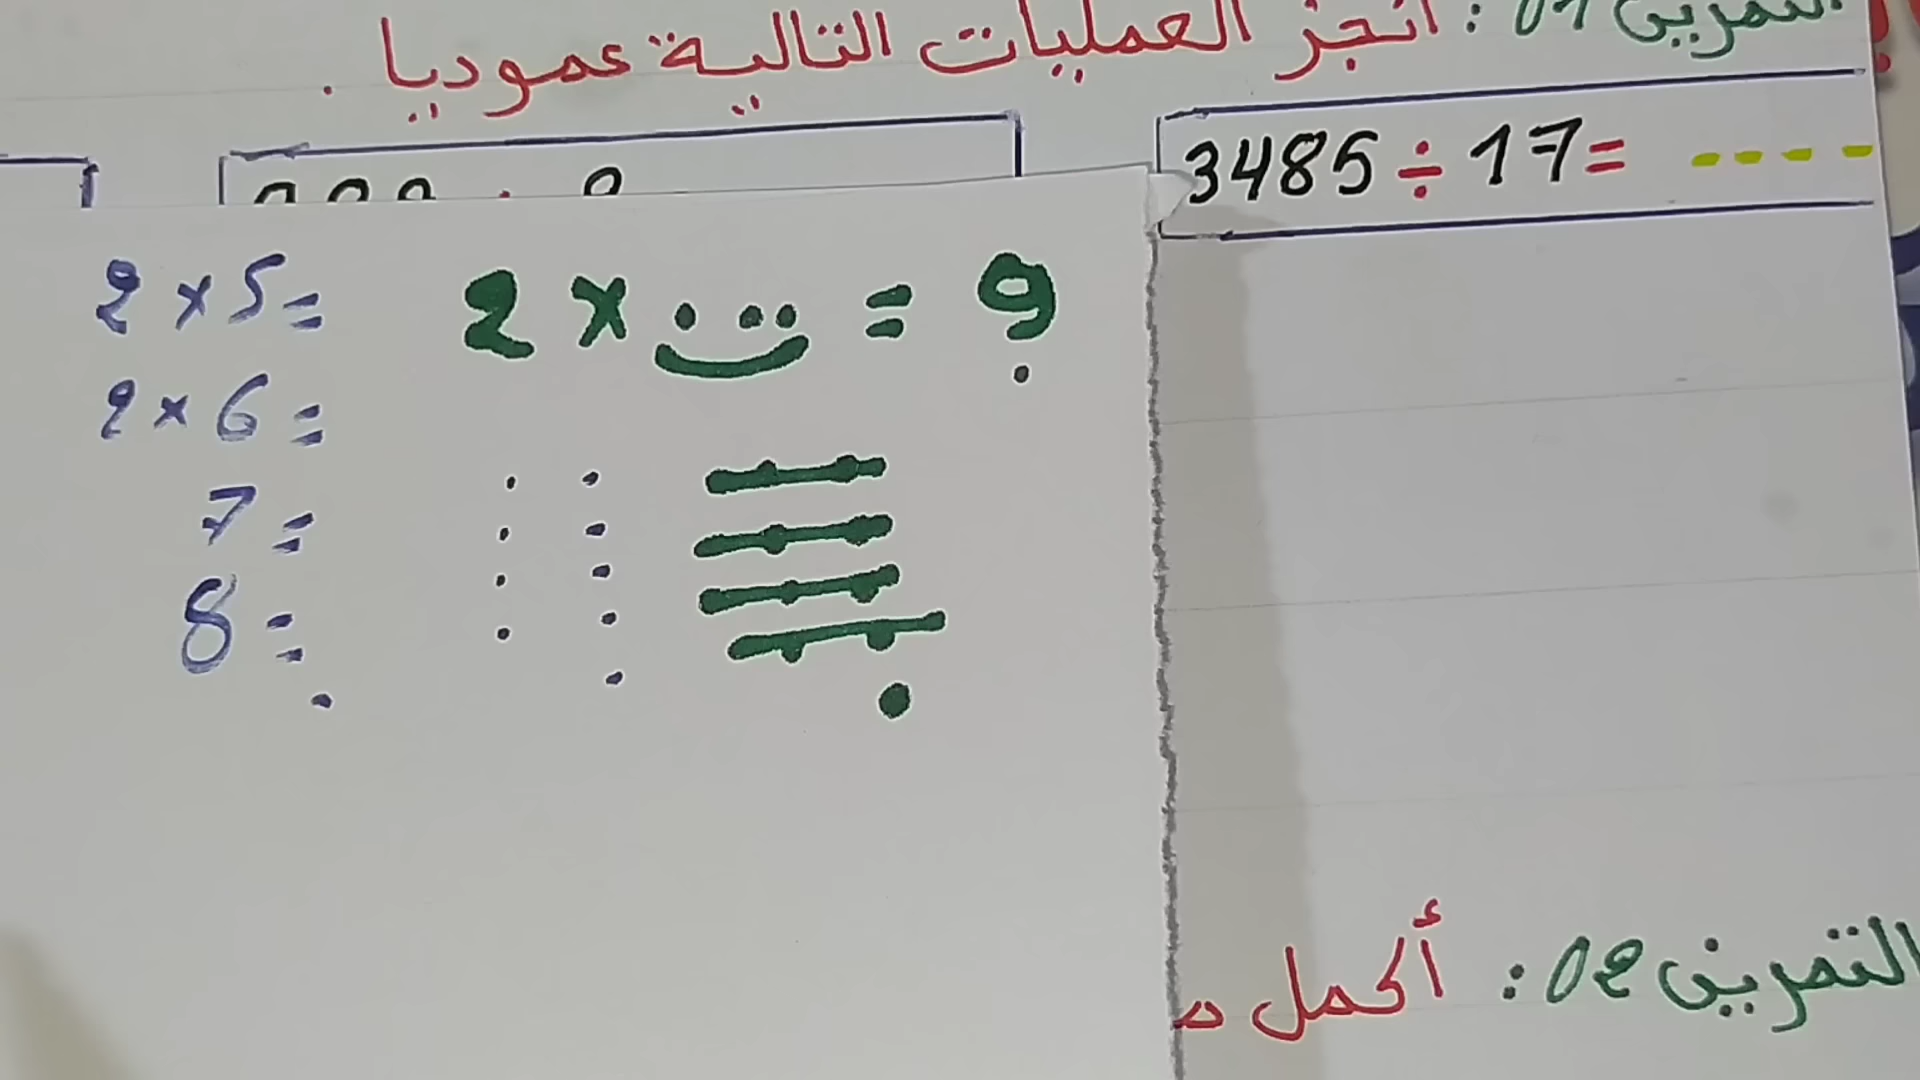 التمرين 01 : أنجز العمليات التالية عموديا .
3485 ÷ 17 = ----
2 × 5 =
2 × 6 =
7 =
8 =
2 × ... = 9
التمرين 02 : أكمل